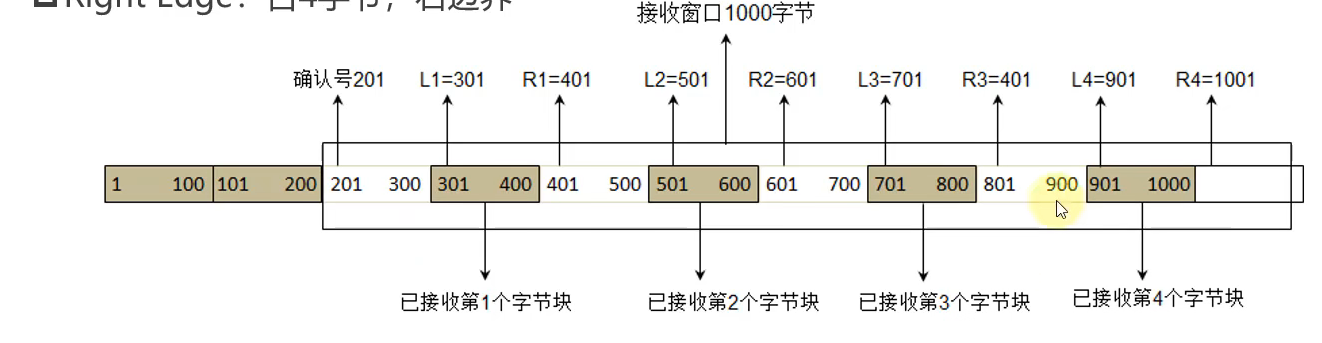 Right Edge：占4字节，右边界
接收窗口1000字节
确认号201 L1=301 R1=401 L2=501 R2=601 L3=701 R3=401 L4=901 R4=1001
1 100 101 200 201 300 301 400 401 500 501 600 601 700 701 800 801 900 901 1000
已接收第1个字节块 已接收第2个字节块 已接收第3个字节块 已接收第4个字节块